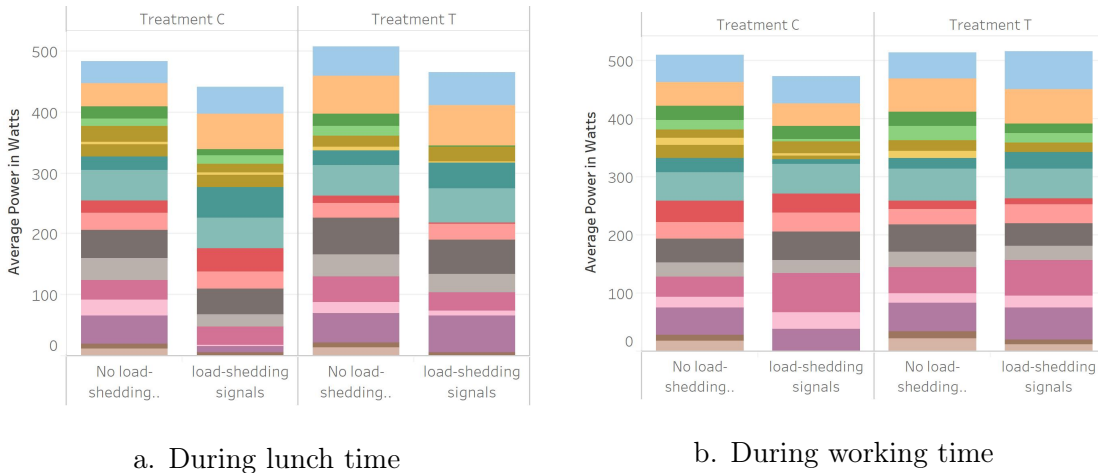 Treatment C
Treatment T
Average Power in Watts
500
400
300
200
100
0
No load-
shedding..
load-shedding
signals
No load-
shedding..
load-shedding
signals
a. During lunch time
Treatment C
Treatment T
Average Power in Watts
500
400
300
200
100
0
No load-
shedding..
load-shedding
signals
No load-
shedding..
load-shedding
signals
b. During working time